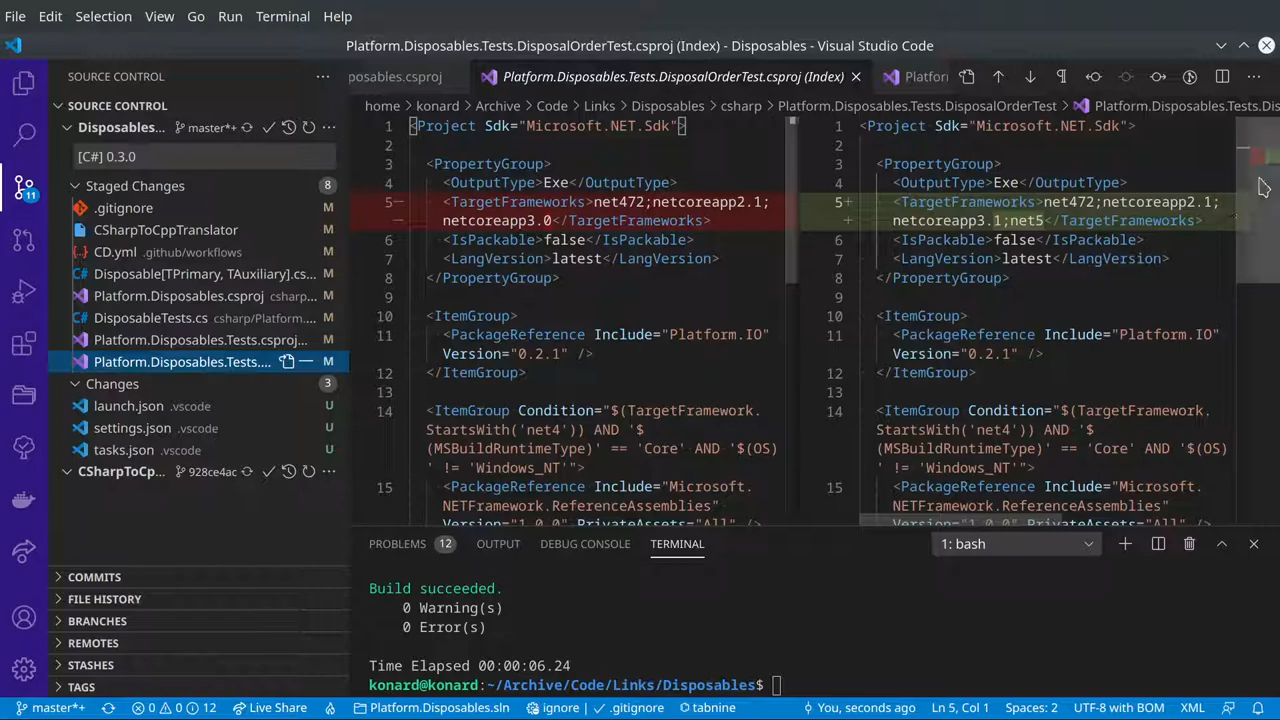 File Edit Selection View Go Run Terminal Help
Platform.Disposables.Tests.DisposalOrderTest.csproj (Index) - Disposables - Visual Studio Code
SOURCE CONTROL
posables.csproj Platform.Disposables.Tests.DisposalOrderTest.csproj (Index)
home konard Archive Code Links Disposables csharp Platform.Disposables.Tests.DisposalOrderTest Platform.Disposables.Tests.Dis
SOURCE CONTROL
Disposables... master*+
[C#] 0.3.0
Staged Changes 8
.gitignore M
CSharpToCppTranslator M
CD.yml .github/workflows M
Disposable[TPrimary, TAuxiliary].cs... M
Platform.Disposables.csproj csharp... M
DisposableTests.cs csharp/Platform.... M
Platform.Disposables.Tests.csproj... M
Platform.Disposables.Tests.... M
Changes 3
launch.json .vscode U
settings.json .vscode U
tasks.json .vscode U
CSharpToCp... 928ce4ac
11
COMMITS
FILE HISTORY
BRANCHES
REMOTES
STASHES
TAGS
1 <Project Sdk="Microsoft.NET.Sdk">
2
3 <PropertyGroup>
4 <OutputType>Exe</OutputType>
5− <TargetFrameworks>net472;netcoreapp2.1;
− netcoreapp3.0</TargetFrameworks>
6 <IsPackable>false</IsPackable>
7 <LangVersion>latest</LangVersion>
8 </PropertyGroup>
9
10 <ItemGroup>
11 <PackageReference Include="Platform.IO"
Version="0.2.1" />
12 </ItemGroup>
13
14 <ItemGroup Condition="$(TargetFramework.
StartsWith('net4')) AND '$
(MSBuildRuntimeType)' == 'Core' AND '$(OS)
' != 'Windows_NT'">
15 <PackageReference Include="Microsoft.
NETFramework.ReferenceAssemblies"
Version="1.0.0" PrivateAssets="All" />
1 <Project Sdk="Microsoft.NET.Sdk">
2
3 <PropertyGroup>
4 <OutputType>Exe</OutputType>
5+ <TargetFrameworks>net472;netcoreapp2.1;
+ netcoreapp3.1;net5</TargetFrameworks>
6 <IsPackable>false</IsPackable>
7 <LangVersion>latest</LangVersion>
8 </PropertyGroup>
9
10 <ItemGroup>
11 <PackageReference Include="Platform.IO"
Version="0.2.1" />
12 </ItemGroup>
13
14 <ItemGroup Condition="$(TargetFramework.
StartsWith('net4')) AND '$
(MSBuildRuntimeType)' == 'Core' AND '$(OS)
' != 'Windows_NT'">
15 <PackageReference Include="Microsoft.
NETFramework.ReferenceAssemblies"
Version="1.0.0" PrivateAssets="All" />
PROBLEMS 12 OUTPUT DEBUG CONSOLE TERMINAL 1: bash
Build succeeded.
0 Warning(s)
0 Error(s)
Time Elapsed 00:00:06.24
konard@konard:~/Archive/Code/Links/Disposables$
master*+ 0 0 12 Live Share Platform.Disposables.sln ignore | ✓ .gitignore tabnine You, seconds ago Ln 5, Col 1 Spaces: 2 UTF-8 with BOM XML